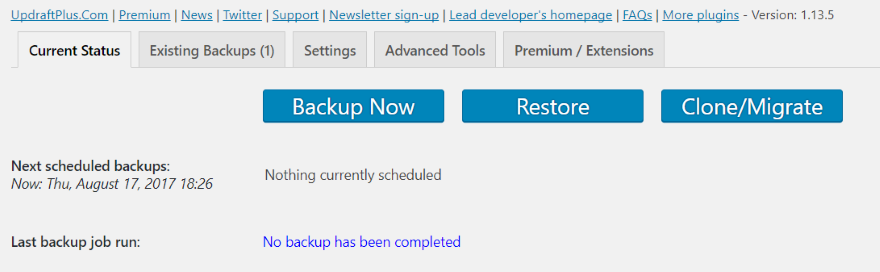 UpdraftPlus.Com | Premium | News | Twitter | Support | Newsletter sign-up | Lead developer's homepage | FAQs | More plugins - Version: 1.13.5
Current Status Existing Backups (1) Settings Advanced Tools Premium / Extensions
Backup Now Restore Clone/Migrate
Next scheduled backups:
Now: Thu, August 17, 2017 18:26
Nothing currently scheduled
Last backup job run: No backup has been completed